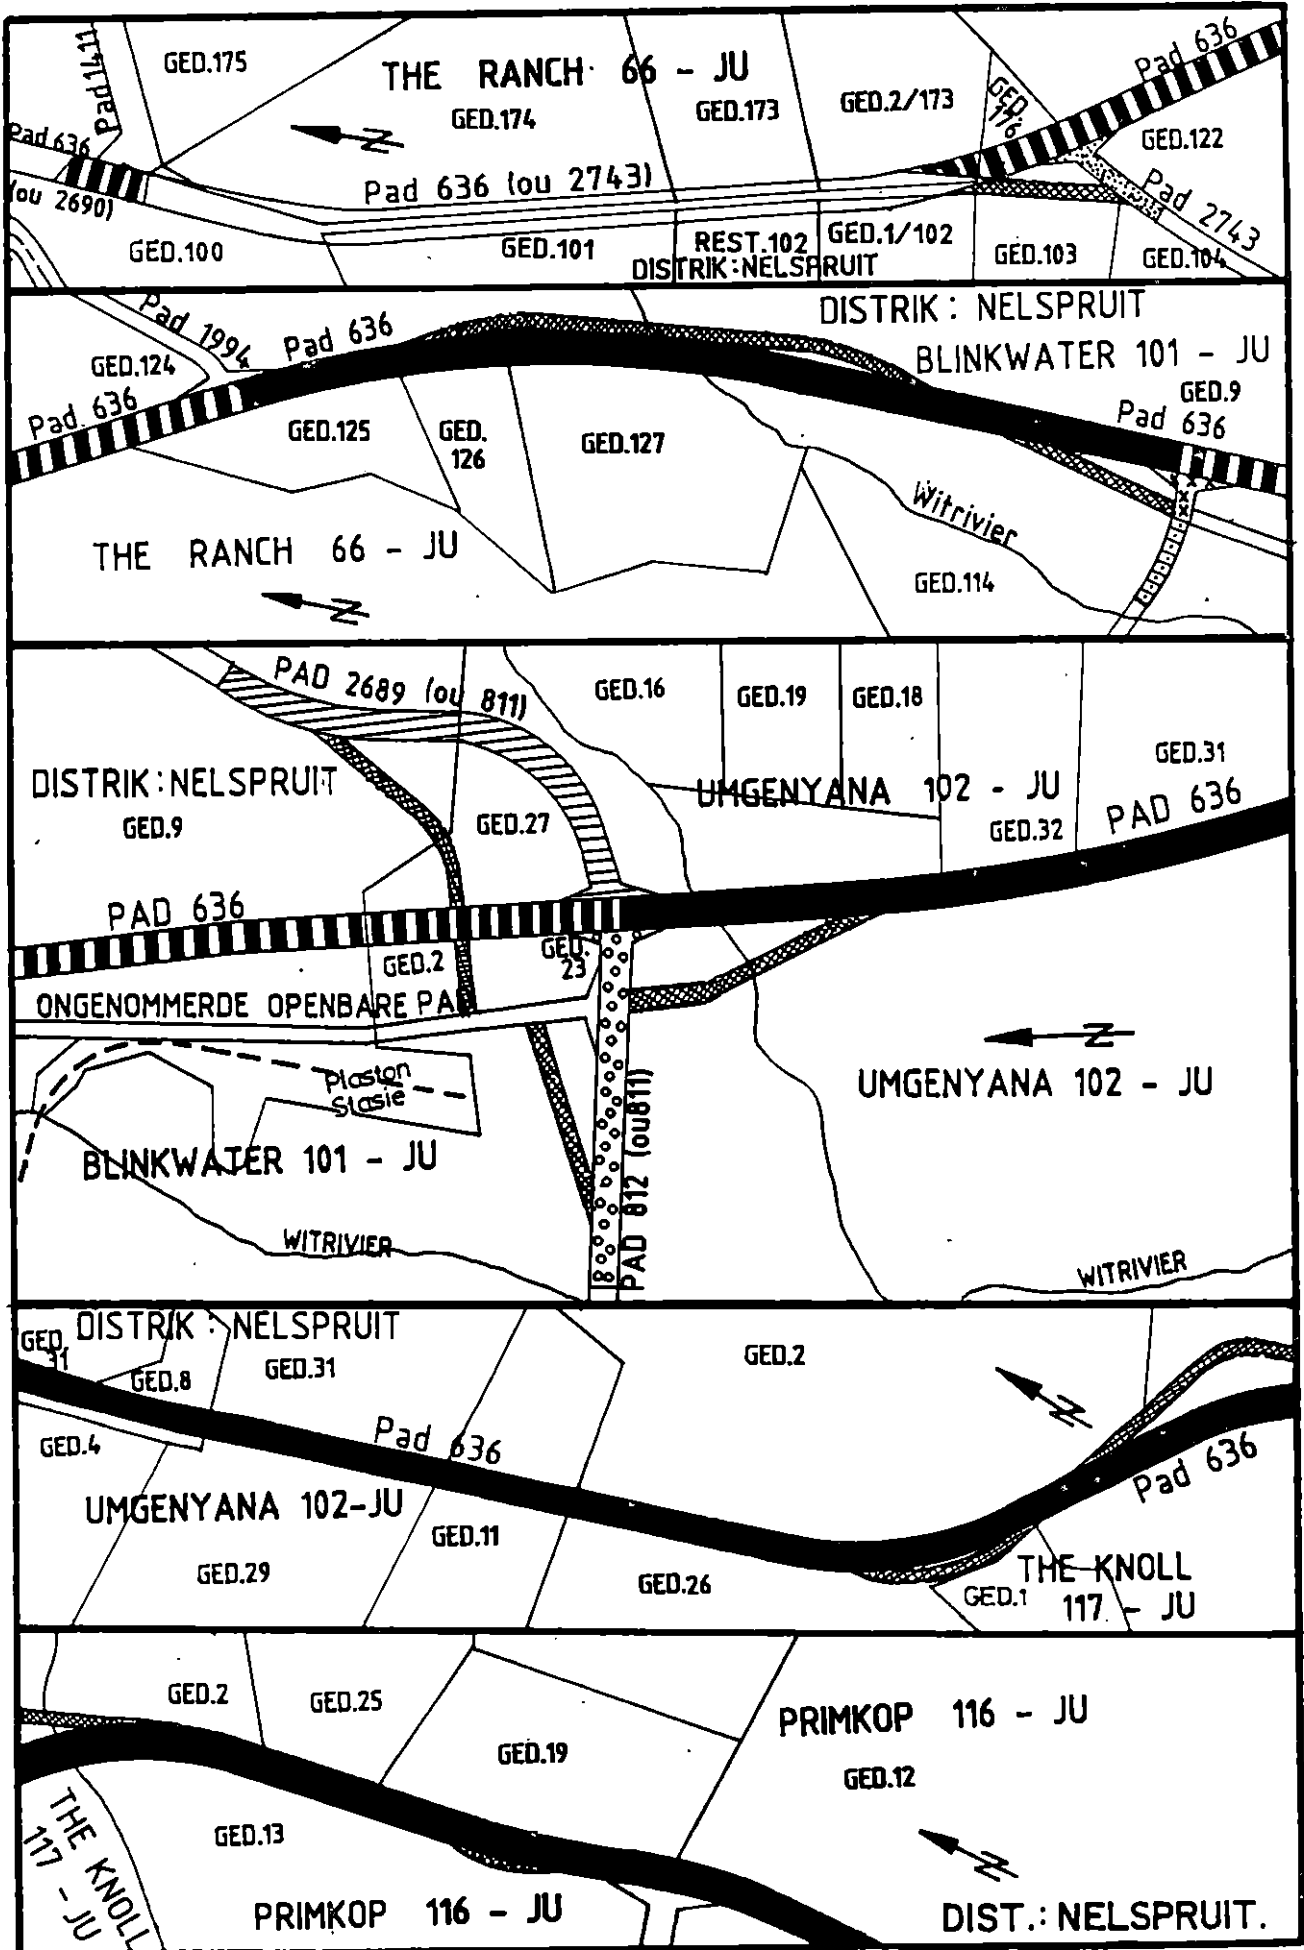 Pad 1411
GED.175
THE RANCH 66 - JU
Pad 636
GED.174
GED.173
GED.2/173
GED. 176
GED.122
Pad 636
(ou 2690)
N
Pad 636 (ou 2743)
Pad 2743
GED.100
GED.101
REST.102
GED.1/102
GED.103
GED.104
DISTRIK:NELSPRUIT
DISTRIK: NELSPRUIT
Pad 1994
Pad 636
BLINKWATER 101 - JU
GED.124
GED.9
Pad 636
Pad 636
GED.125
GED.
126
GED.127
Witrivier
THE RANCH 66 - JU
GED.114
N
PAD 2689 (ou 811)
GED.16
GED.19
GED.18
GED.31
DISTRIK:NELSPRUIT
UMGENYANA 102 - JU
PAD 636
GED.9
GED.27
GED.32
PAD 636
GED.2
GED.
23
ONGENOMMERDE OPENBARE PAD
N
Plaston
Stasie
UMGENYANA 102 - JU
BLINKWATER 101 - JU
PAD 812 (ou811)
WITRIVIER
WITRIVIER
DISTRIK: NELSPRUIT
GED.
31
GED.8
GED.31
GED.2
N
GED.4
Pad 636
Pad 636
UMGENYANA 102-JU
GED.11
GED.29
GED.26
THE KNOLL
GED.1
117 - JU
GED.2
GED.25
PRIMKOP 116 - JU
GED.19
GED.12
THE KNOLL
117 - JU
GED.13
N
PRIMKOP 116 - JU
DIST.: NELSPRUIT.